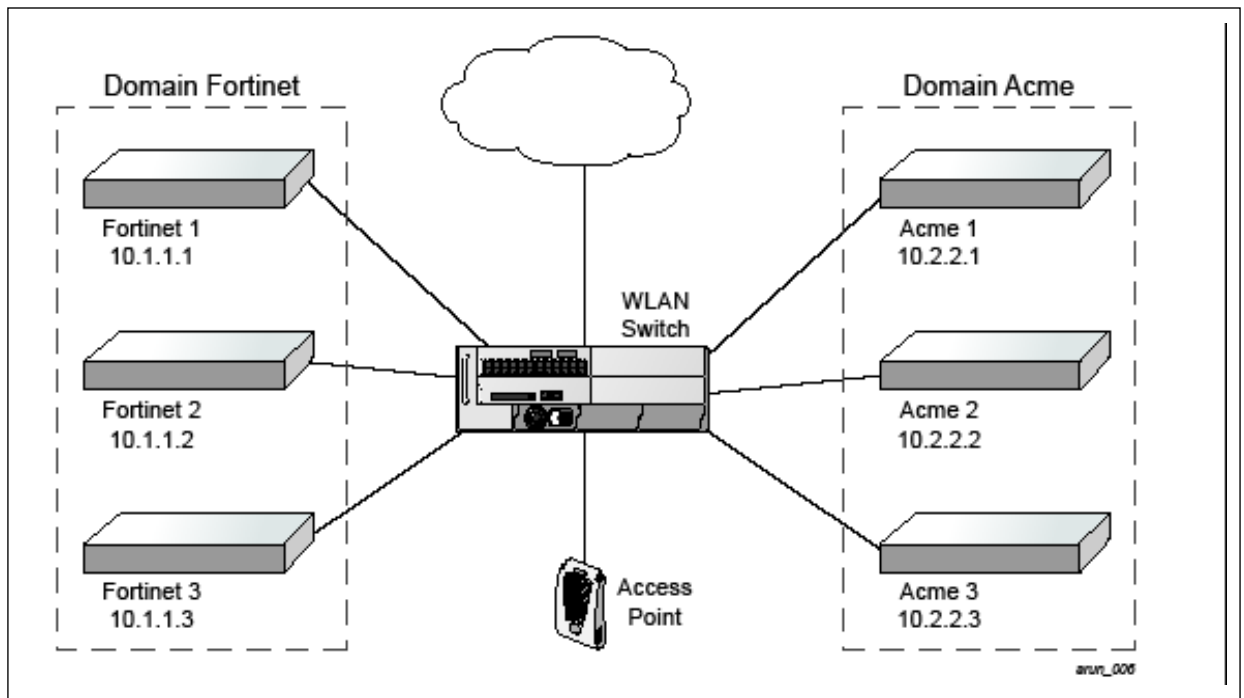 Domain Fortinet
Fortinet 1
10.1.1.1
Fortinet 2
10.1.1.2
Fortinet 3
10.1.1.3
WLAN
Switch
Access
Point
Domain Acme
Acme 1
10.2.2.1
Acme 2
10.2.2.2
Acme 3
10.2.2.3
arun_006